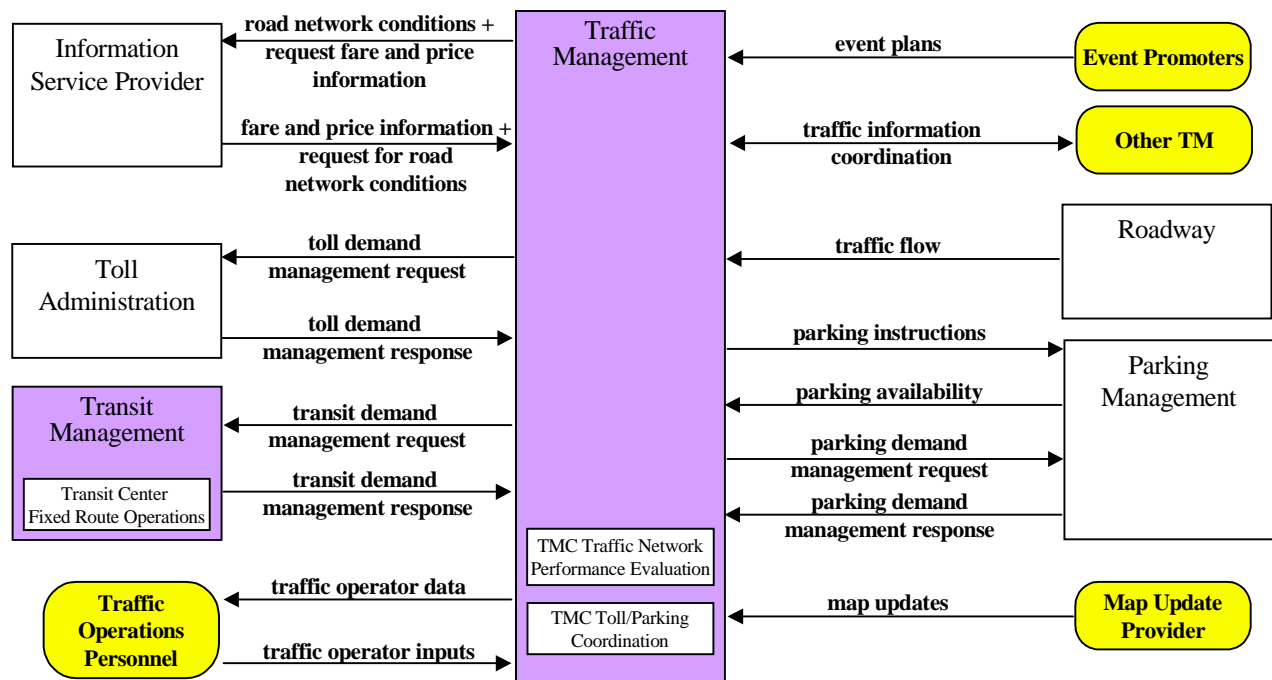 Information
Service Provider
road network conditions +
request fare and price
information
fare and price information +
request for road
network conditions
Toll
Administration
toll demand
management request
toll demand
management response
Transit
Management
Transit Center
Fixed Route Operations
transit demand
management request
transit demand
management response
Traffic
Operations
Personnel
traffic operator data
traffic operator inputs
Traffic
Management
TMC Traffic Network
Performance Evaluation
TMC Toll/Parking
Coordination
event plans
Event Promoters
traffic information
coordination
Other TM
traffic flow
Roadway
parking instructions
parking availability
parking demand
management request
parking demand
management response
Parking
Management
map updates
Map Update
Provider